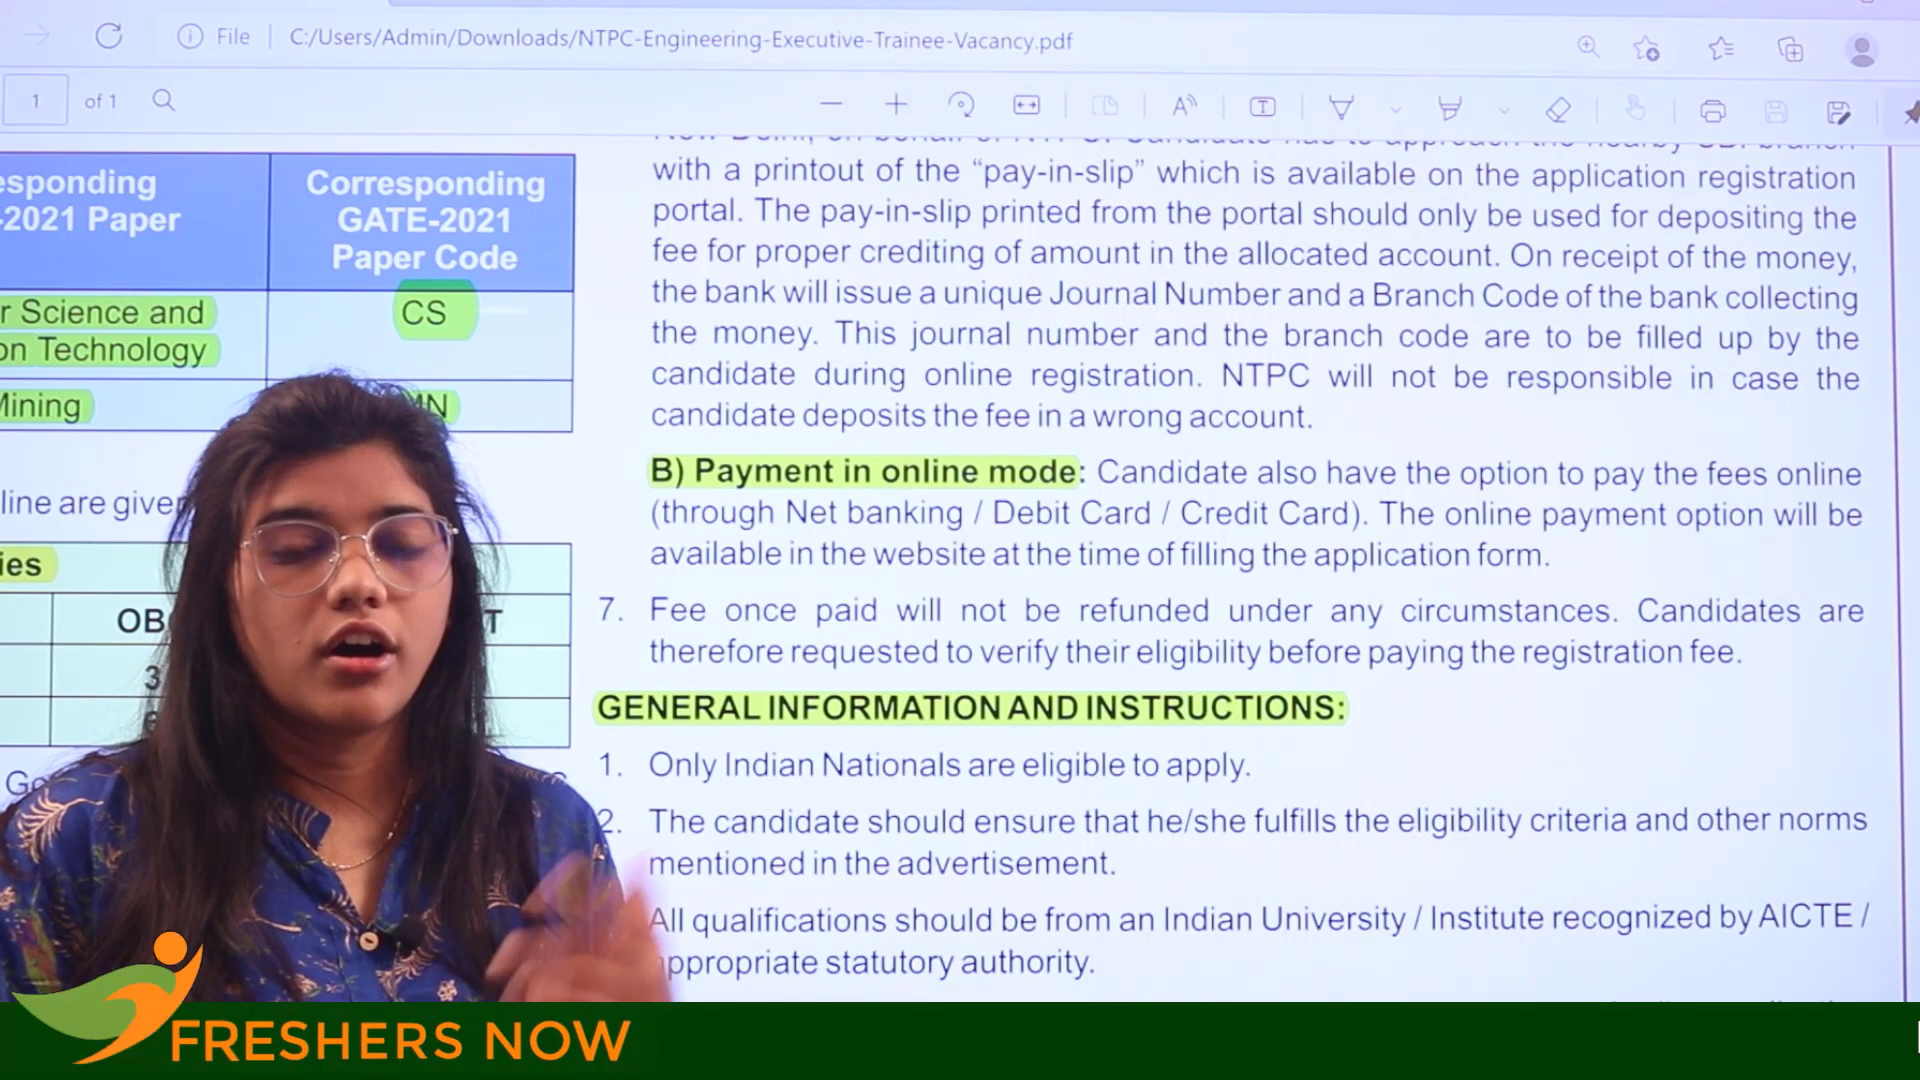 File
C:/Users/Admin/Downloads/NTPC-Engineering-Executive-Trainee-Vacancy.pdf
1 of 1
esponding
-2021 Paper
Corresponding
GATE-2021
Paper Code
r Science and
on Technology
CS
Mining
MN
line are given
ies
OB
T
3
with a printout of the “pay-in-slip” which is available on the application registration
portal. The pay-in-slip printed from the portal should only be used for depositing the
fee for proper crediting of amount in the allocated account. On receipt of the money,
the bank will issue a unique Journal Number and a Branch Code of the bank collecting
the money. This journal number and the branch code are to be filled up by the
candidate during online registration. NTPC will not be responsible in case the
candidate deposits the fee in a wrong account.
B) Payment in online mode: Candidate also have the option to pay the fees online
(through Net banking / Debit Card / Credit Card). The online payment option will be
available in the website at the time of filling the application form.
7. Fee once paid will not be refunded under any circumstances. Candidates are
therefore requested to verify their eligibility before paying the registration fee.
GENERAL INFORMATION AND INSTRUCTIONS:
1. Only Indian Nationals are eligible to apply.
2. The candidate should ensure that he/she fulfills the eligibility criteria and other norms
mentioned in the advertisement.
All qualifications should be from an Indian University / Institute recognized by AICTE /
ppropriate statutory authority.
FRESHERS NOW